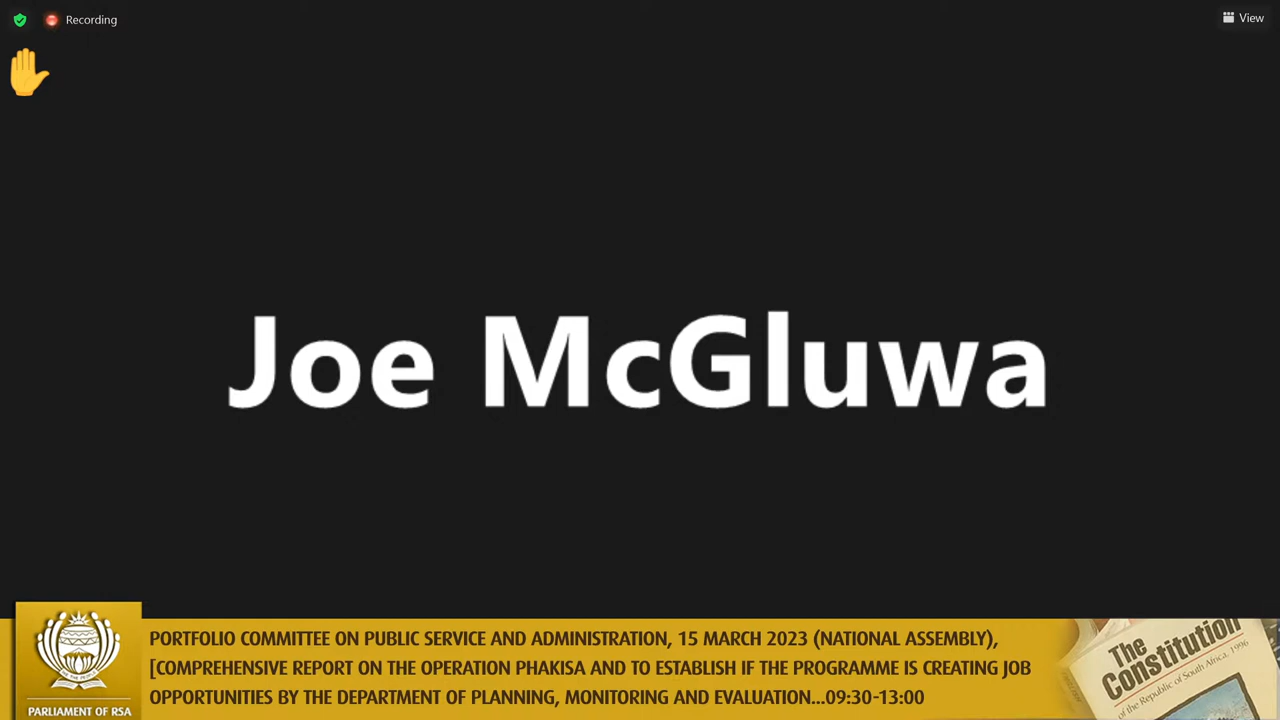 Recording
View
Joe McGluwa
PORTFOLIO COMMITTEE ON PUBLIC SERVICE AND ADMINISTRATION, 15 MARCH 2023 (NATIONAL ASSEMBLY),
[COMPREHENSIVE REPORT ON THE OPERATION PHAKISA AND TO ESTABLISH IF THE PROGRAMME IS CREATING JOB
OPPORTUNITIES BY THE DEPARTMENT OF PLANNING, MONITORING AND EVALUATION...09:30-13:00
PARLIAMENT OF RSA
The
Constitution
of the Republic of South Africa, 1996